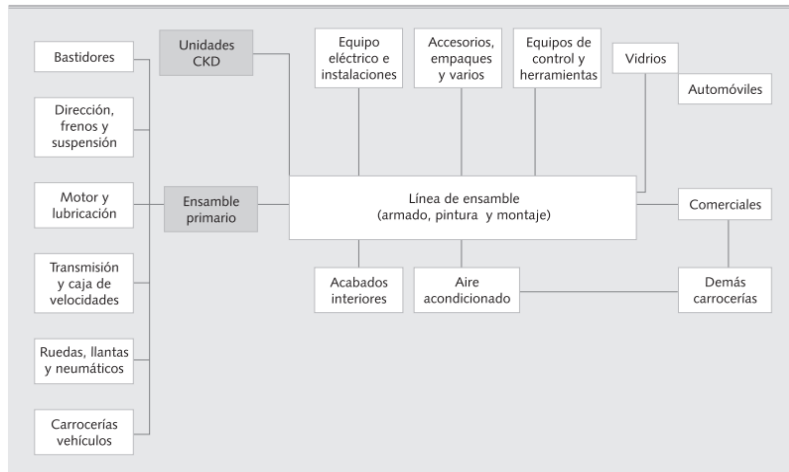 Bastidores
Dirección,
frenos y
suspensión
Motor y
lubricación
Transmisión
y caja de
velocidades
Ruedas, llantas
y neumáticos
Carrocerías
vehículos
Unidades
CKD
Ensamble
primario
Equipo
eléctrico e
instalaciones
Accesorios,
empaques
y varios
Equipos de
control y
herramientas
Vidrios
Automóviles
Línea de ensamble
(armado, pintura y montaje)
Comerciales
Acabados
interiores
Aire
acondicionado
Demás
carrocerías